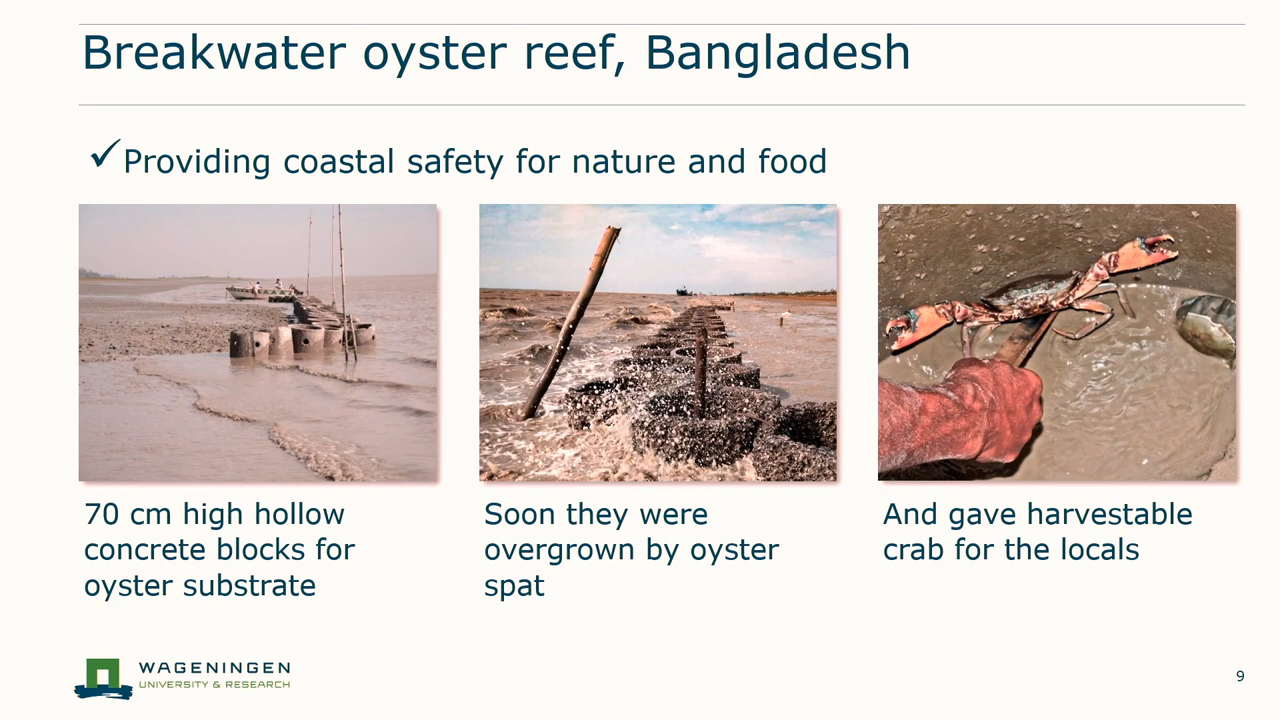 Breakwater oyster reef, Bangladesh
✓Providing coastal safety for nature and food
70 cm high hollow
concrete blocks for
oyster substrate
Soon they were
overgrown by oyster
spat
And gave harvestable
crab for the locals
WAGENINGEN
UNIVERSITY & RESEARCH
9